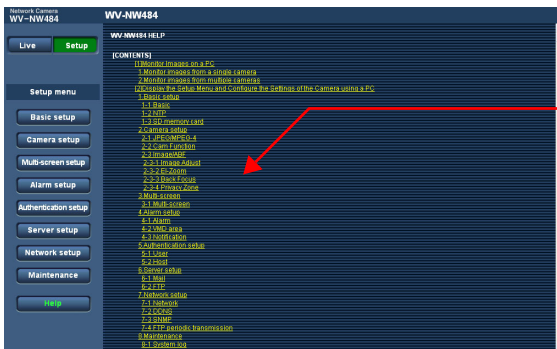 Network Camera
WV-NW484
WV-NW484
Live
Setup
Setup menu
Basic setup
Camera setup
Multi-screen setup
Alarm setup
Authentication setup
Server setup
Network setup
Maintenance
Help
WV-NW484 HELP
[CONTENTS]
[1]Monitor Images on a PC
1.Monitor images from a single camera
2.Monitor images from multiple cameras
[2]Display the Setup Menu and Configure the Settings of the Camera using a PC
1.Basic setup
1-1 Basic
1-2 NTP
1-3 SD memory card
2.Camera setup
2-1 JPEG/MPEG-4
2-2 Cam Function
2-3 Image/ABF
2-3-1 Image Adjust
2-3-2 El-Zoom
2-3-3 Back Focus
2-3-4 Privacy Zone
3.Multi-screen
3-1 Multi-screen
4.Alarm setup
4-1 Alarm
4-2 VMD area
4-3 Notification
5.Authentication setup
5-1 User
5-2 Host
6.Server setup
6-1 Mail
6-2 FTP
7.Network setup
7-1 Network
7-2 DDNS
7-3 SNMP
7-4 FTP periodic transmission
8.Maintenance
8-1 System log